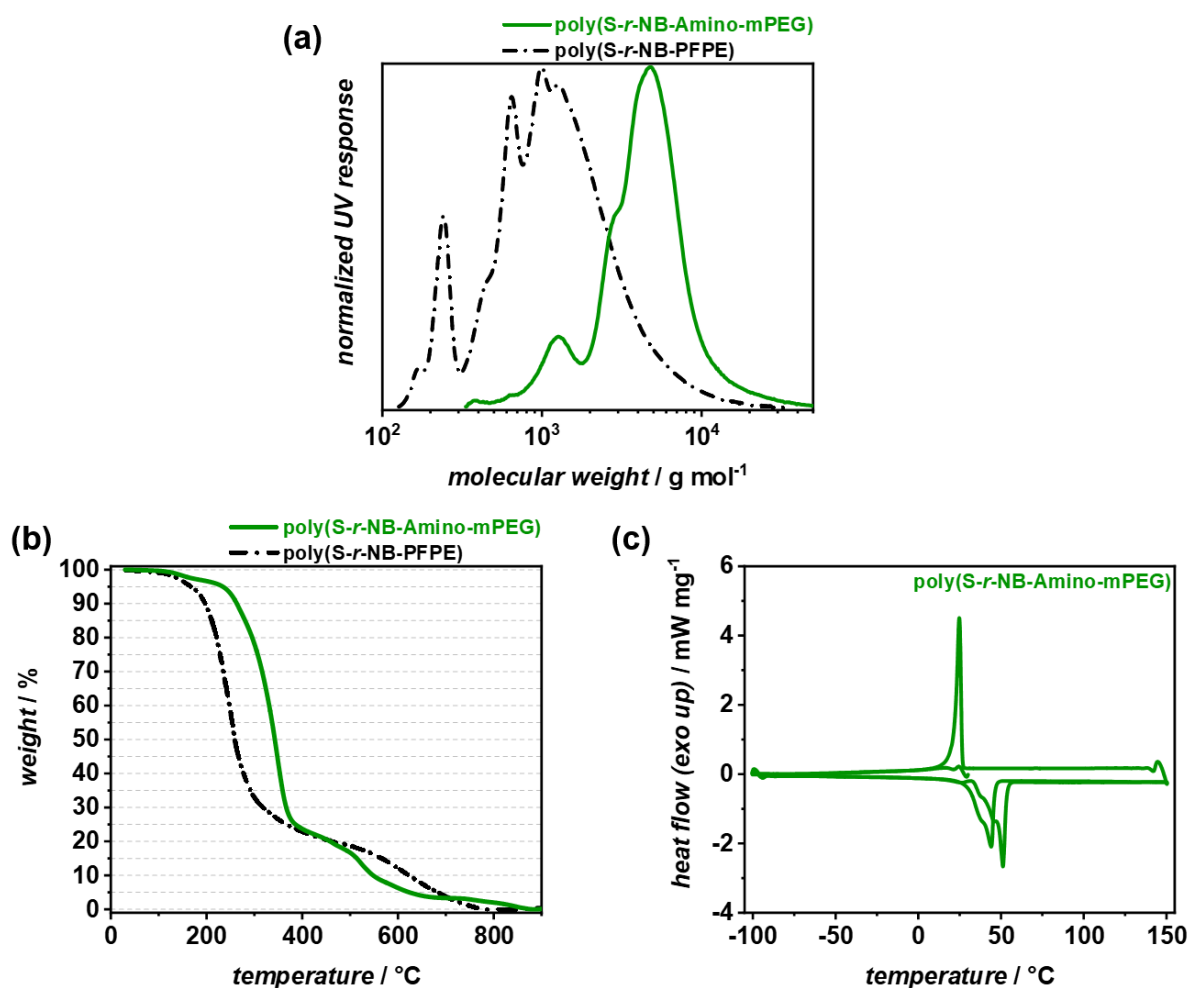 (a)
poly(S-r-NB-Amino-mPEG)
poly(S-r-NB-PFPE)
normalized UV response
10²
10³
10⁴
molecular weight / g mol⁻¹
(b)
poly(S-r-NB-Amino-mPEG)
poly(S-r-NB-PFPE)
100
90
80
70
60
50
40
30
20
10
0
weight / %
0
200
400
600
800
temperature / °C
(c)
poly(S-r-NB-Amino-mPEG)
6
4
2
0
-2
-4
heat flow (exo up) / mW mg⁻¹
-100
-50
0
50
100
150
temperature / °C